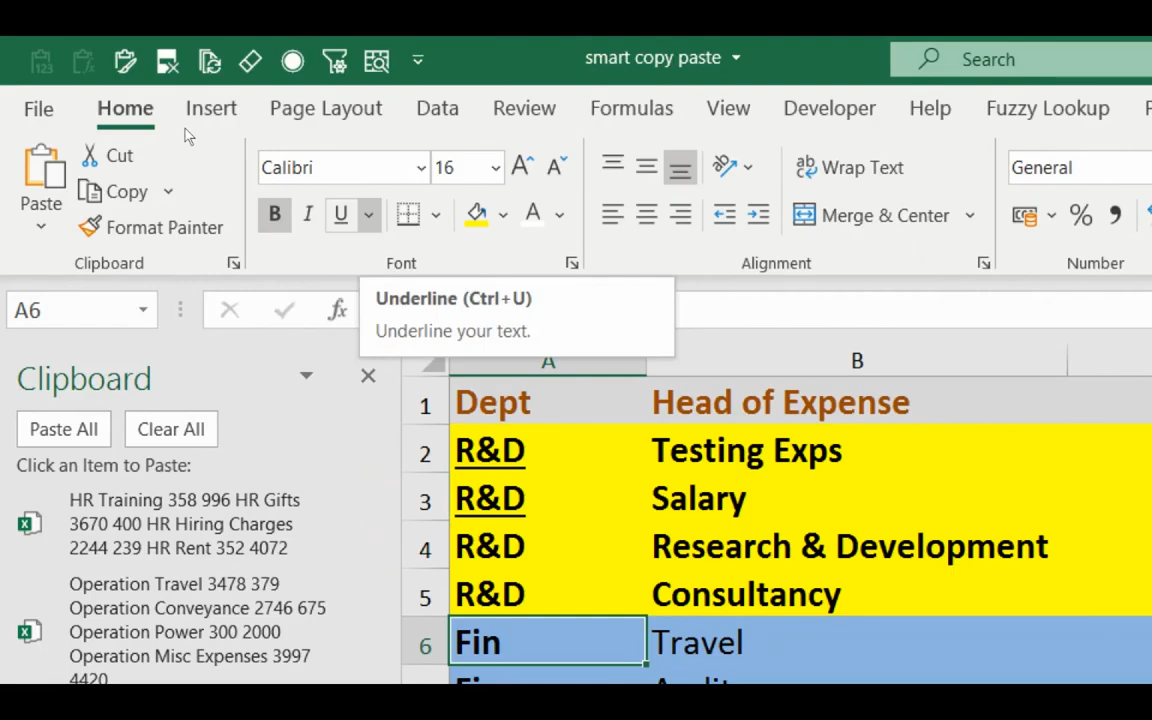 smart copy paste
Search
File Home Insert Page Layout Data Review Formulas View Developer Help Fuzzy Lookup
Paste
Cut
Copy
Format Painter
Clipboard
Calibri 16
B I U
Font
Wrap Text
Merge & Center
Alignment
General
%
Number
A6
fx
Underline (Ctrl+U)
Underline your text.
Clipboard
Paste All Clear All
Click an Item to Paste:
HR Training 358 996 HR Gifts
3670 400 HR Hiring Charges
2244 239 HR Rent 352 4072
Operation Travel 3478 379
Operation Conveyance 2746 675
Operation Power 300 2000
Operation Misc Expenses 3997
4420
A B
1 Dept Head of Expense
2 R&D Testing Exps
3 R&D Salary
4 R&D Research & Development
5 R&D Consultancy
6 Fin Travel